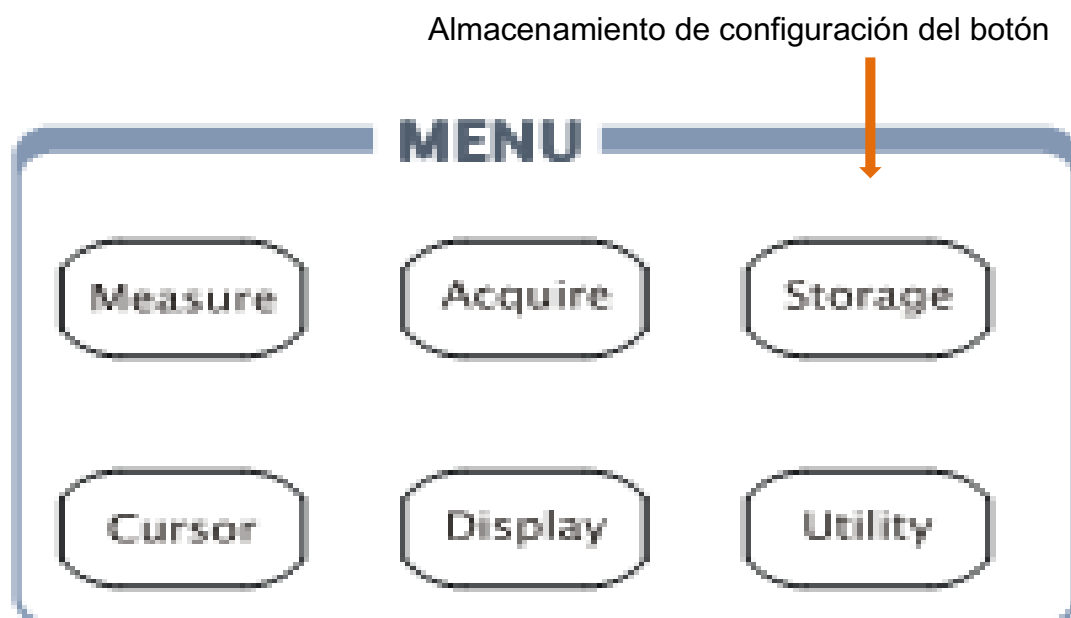 Almacenamiento de configuración del botón
MENU
Measure Acquire Storage
Cursor Display Utility